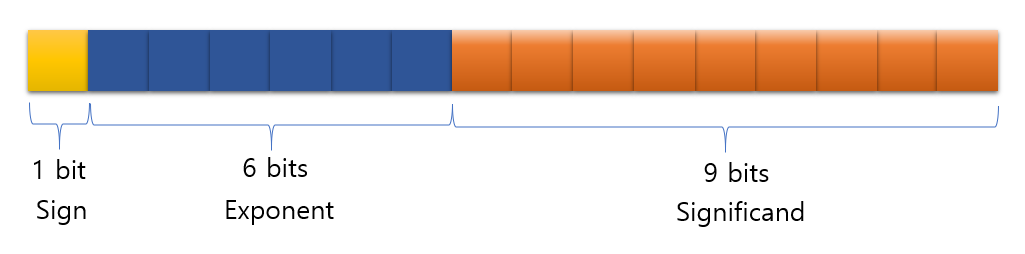 1 bit
Sign
6 bits
Exponent
9 bits
Significand